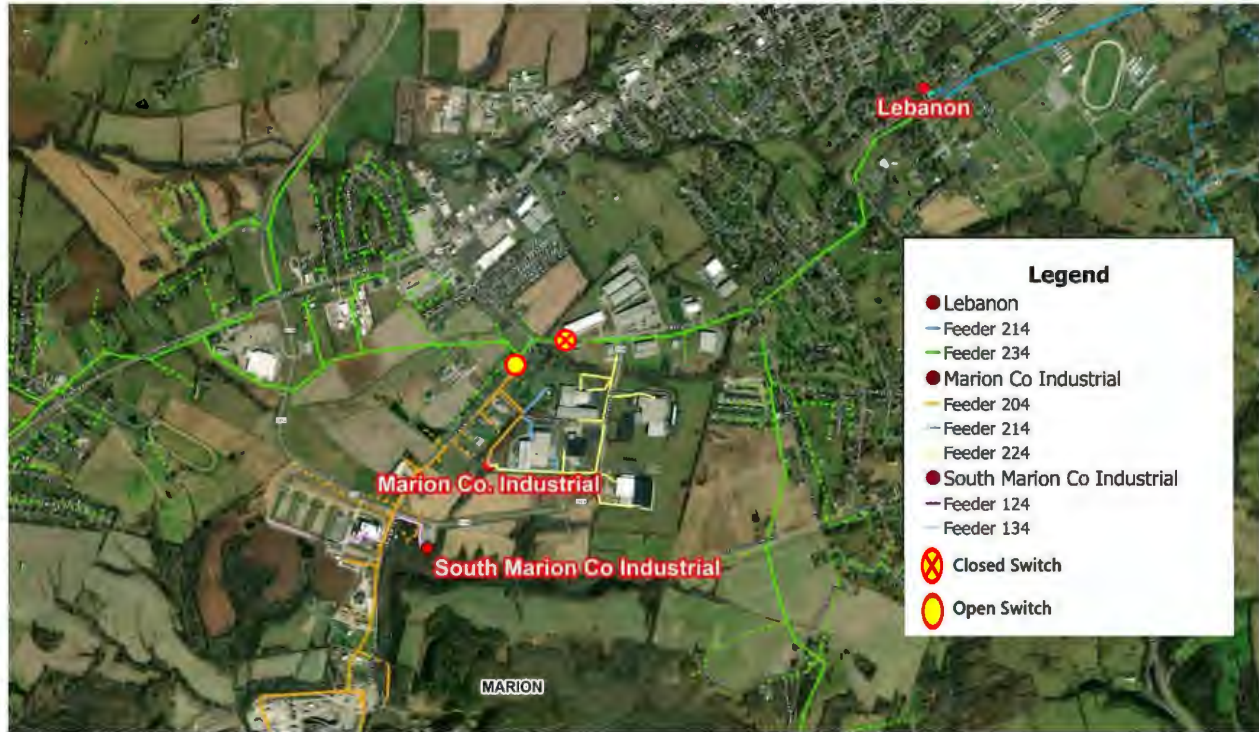 Lebanon
Legend
Lebanon
Feeder 214
Feeder 234
Marion Co Industrial
Feeder 204
Feeder 214
Feeder 224
South Marion Co Industrial
Feeder 124
Feeder 134
Closed Switch
Open Switch
Marion Co. Industrial
South Marion Co Industrial
MARION